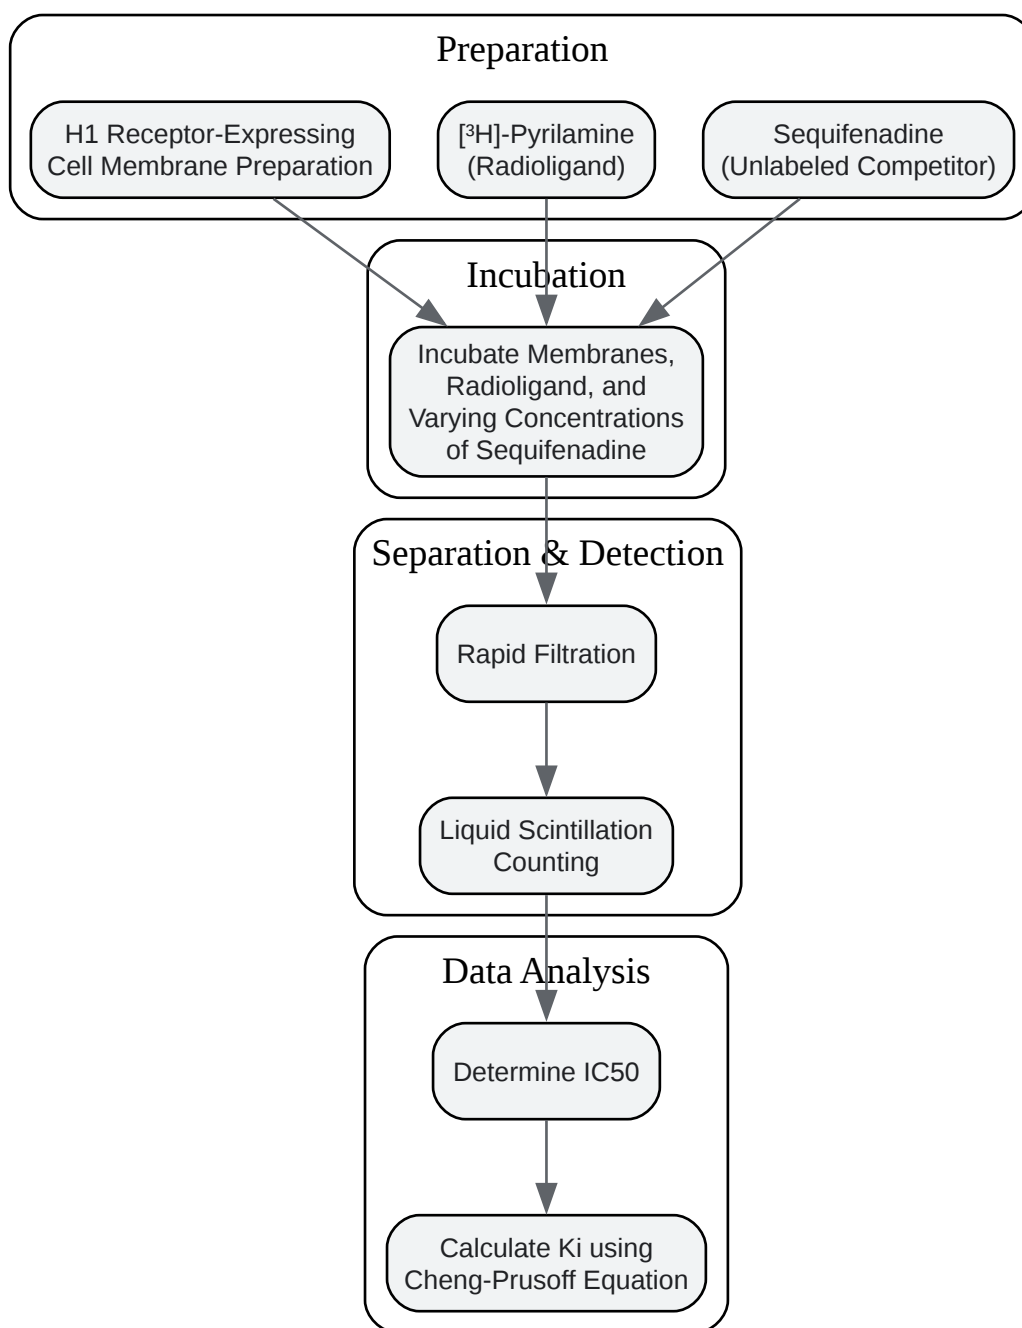 Preparation
H1 Receptor-Expressing
Cell Membrane Preparation
[³H]-Pyrilamine
(Radioligand)
Sequifenadine
(Unlabeled Competitor)
Incubation
Incubate Membranes,
Radioligand, and
Varying Concentrations
of Sequifenadine
Separation & Detection
Rapid Filtration
Liquid Scintillation
Counting
Data Analysis
Determine IC50
Calculate Ki using
Cheng-Prusoff Equation